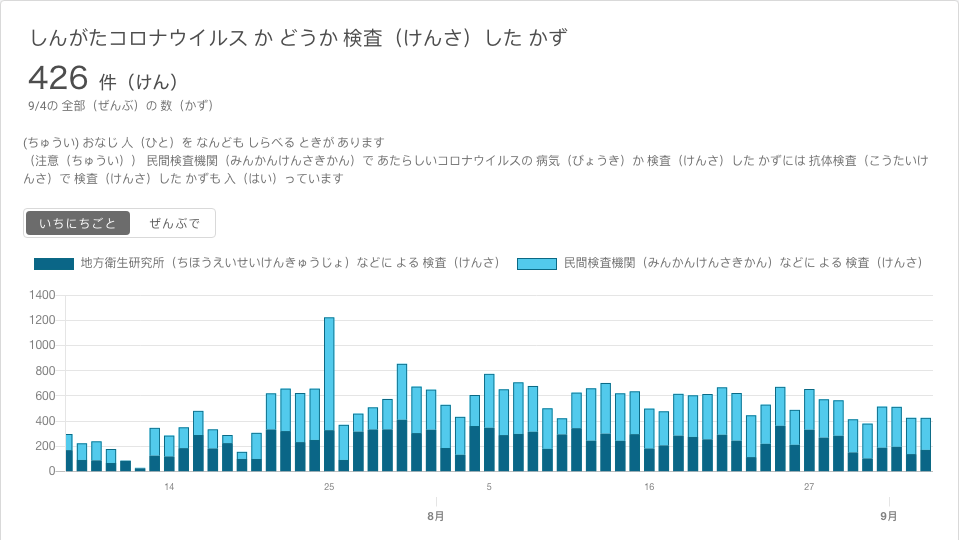 しんがたコロナウイルス か どうか 検査（けんさ）した かず
426 件（けん）
9/4の 全部（ぜんぶ）の 数（かず）
(ちゅうい) おなじ 人（ひと）を なんども しらべる ときが あります
（注意（ちゅうい）） 民間検査機関（みんかんけんさきかん）で あたらしいコロナウイルスの 病気（びょうき）か 検査（けんさ）した かずには 抗体検査（こうたいけ
んさ）で 検査（けんさ）した かずも 入（はい）っています
いちにちごと ぜんぶで
地方衛生研究所（ちほうえいせいけんきゅうじょ）などに よる 検査（けんさ） 民間検査機関（みんかんけんさきかん）などに よる 検査（けんさ）
1400
1200
1000
800
600
400
200
0
14 25 5 16 27
8月 9月